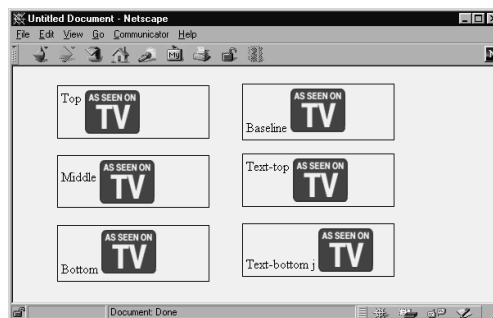 Untitled Document - Netscape
File Edit View Go Communicator Help
My
N
Top AS SEEN ON TV
Baseline AS SEEN ON TV
Middle AS SEEN ON TV
Text-top AS SEEN ON TV
Bottom AS SEEN ON TV
Text-bottom j AS SEEN ON TV
Document: Done